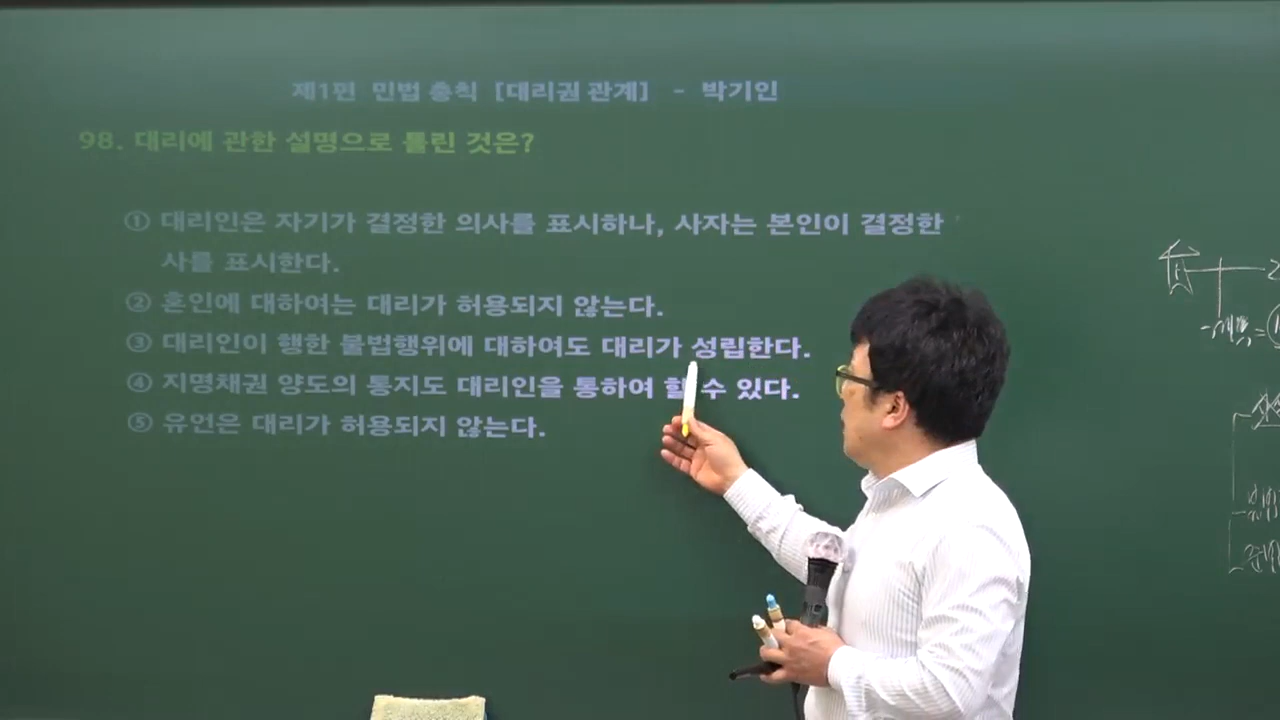 제1편 민법 총칙 [대리권 관계] - 박기인
98. 대리에 관한 설명으로 틀린 것은?
① 대리인은 자기가 결정한 의사를 표시하나, 사자는 본인이 결정한
사를 표시한다.
② 혼인에 대하여는 대리가 허용되지 않는다.
③ 대리인이 행한 불법행위에 대하여도 대리가 성립한다.
④ 지명채권 양도의 통지도 대리인을 통하여 할 수 있다.
⑤ 유언은 대리가 허용되지 않는다.